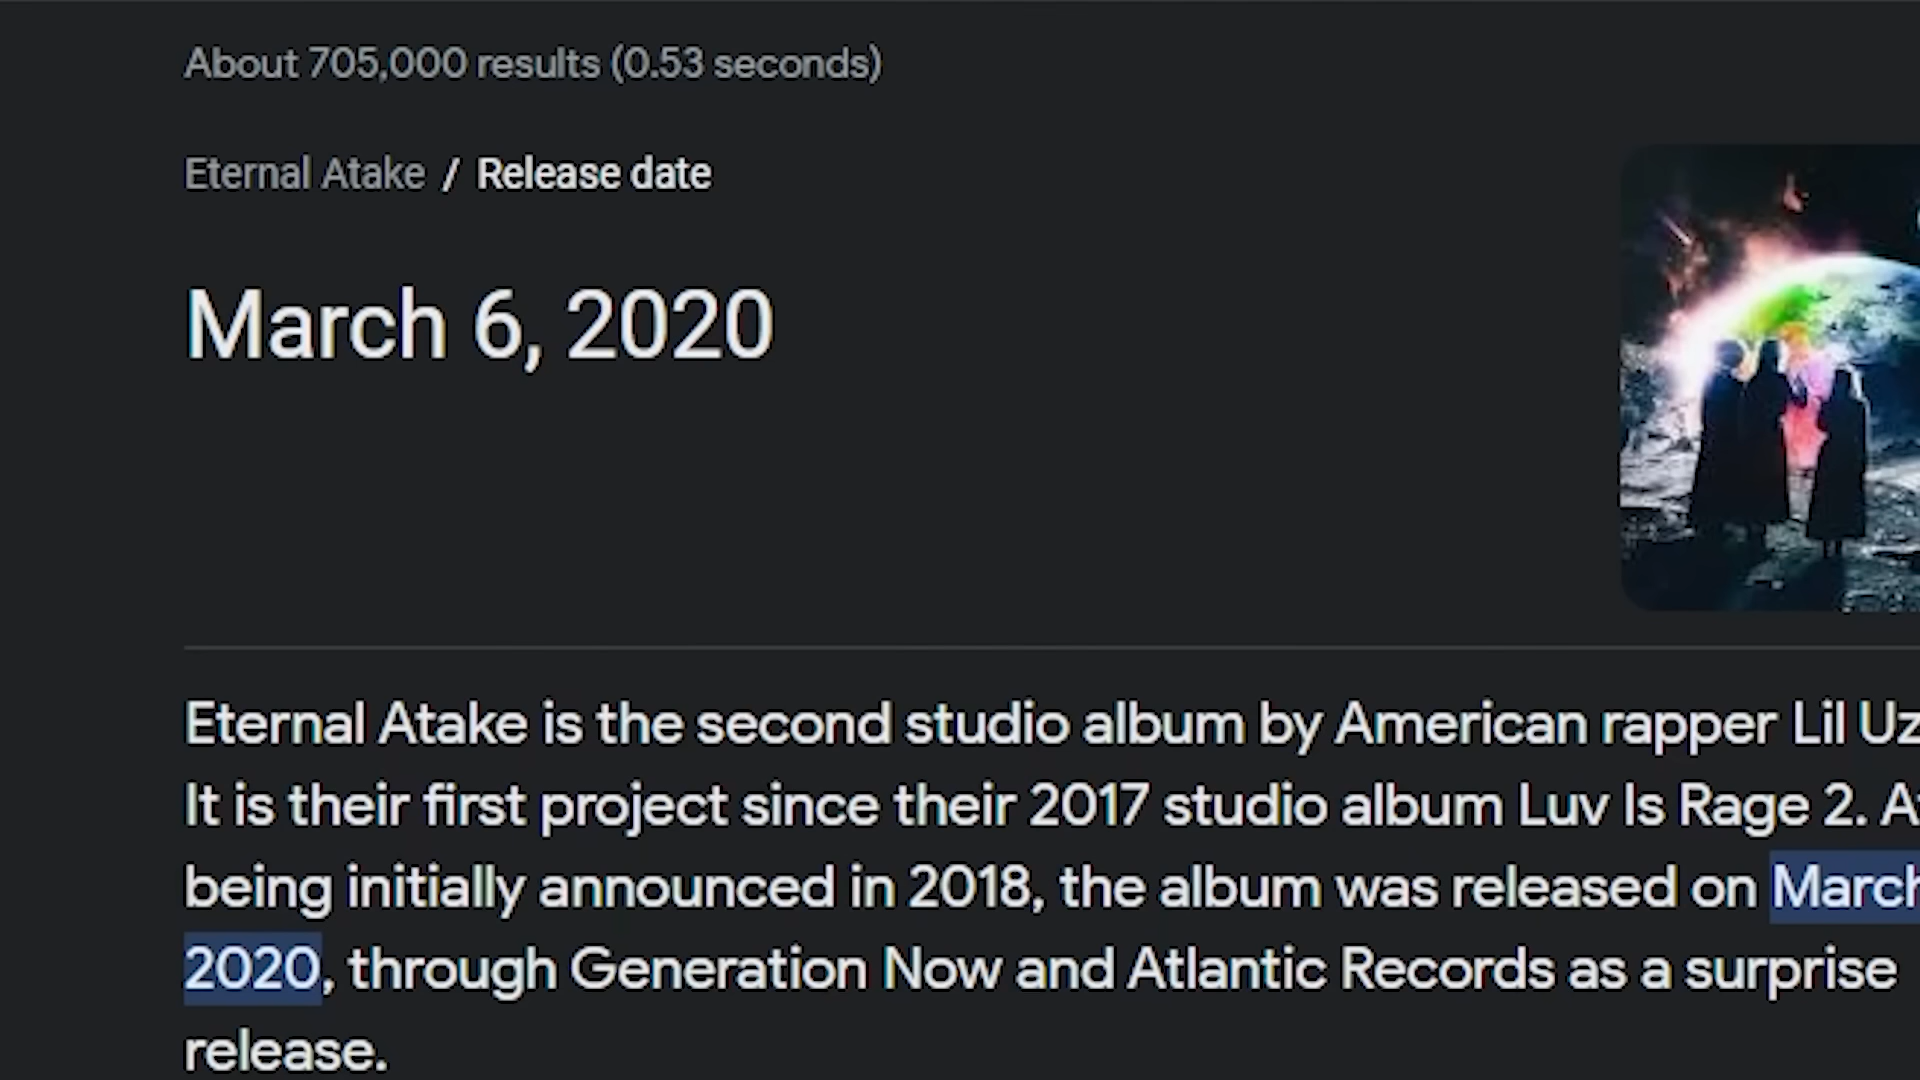 About 705,000 results (0.53 seconds)
Eternal Atake / Release date
March 6, 2020
Eternal Atake is the second studio album by American rapper Lil Uz
It is their first project since their 2017 studio album Luv Is Rage 2. A
being initially announced in 2018, the album was released on March
2020, through Generation Now and Atlantic Records as a surprise
release.